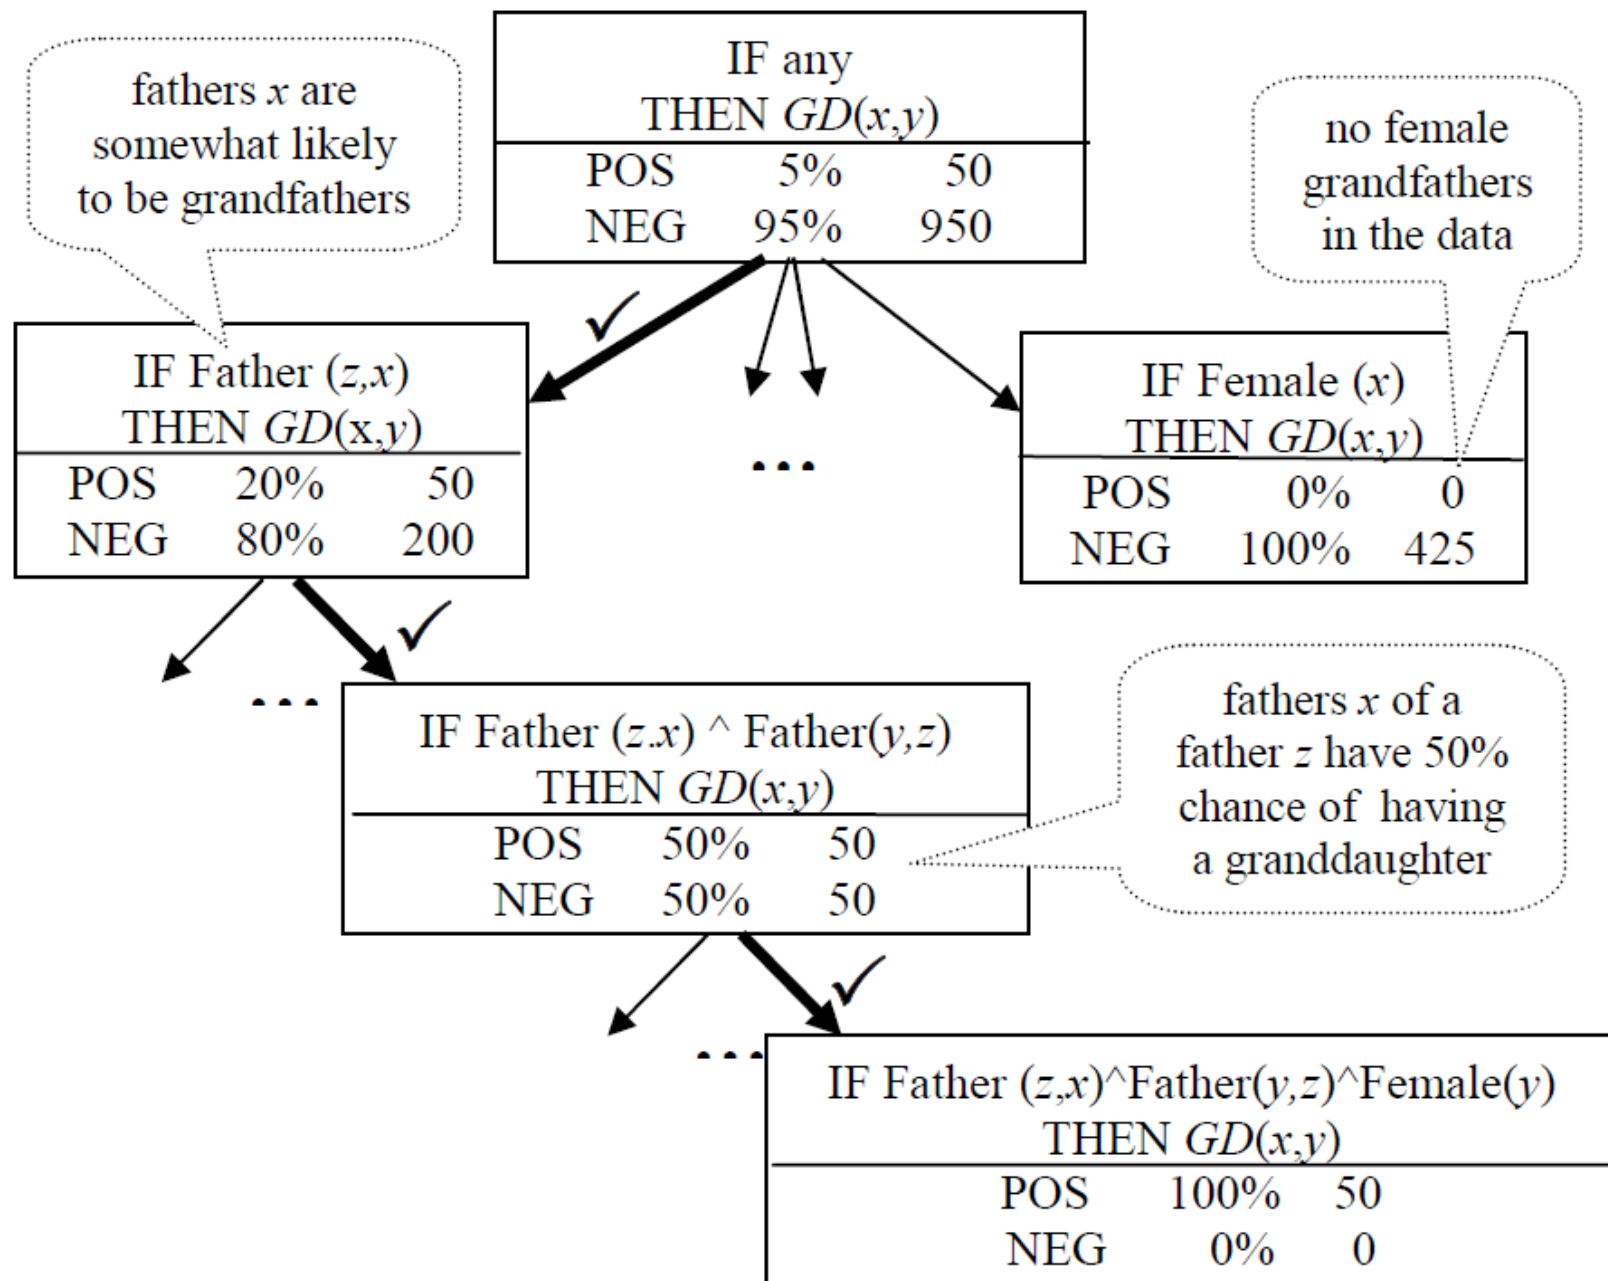 IF any
THEN GD(x,y)
POS 5% 50
NEG 95% 950
fathers x are
somewhat likely
to be grandfathers
no female
grandfathers
in the data
IF Father (z,x)
THEN GD(x,y)
POS 20% 50
NEG 80% 200
...
IF Female (x)
THEN GD(x,y)
POS 0% 0
NEG 100% 425
...
IF Father (z.x) ^ Father(y,z)
THEN GD(x,y)
POS 50% 50
NEG 50% 50
fathers x of a
father z have 50%
chance of having
a granddaughter
...
IF Father (z,x)^Father(y,z)^Female(y)
THEN GD(x,y)
POS 100% 50
NEG 0% 0